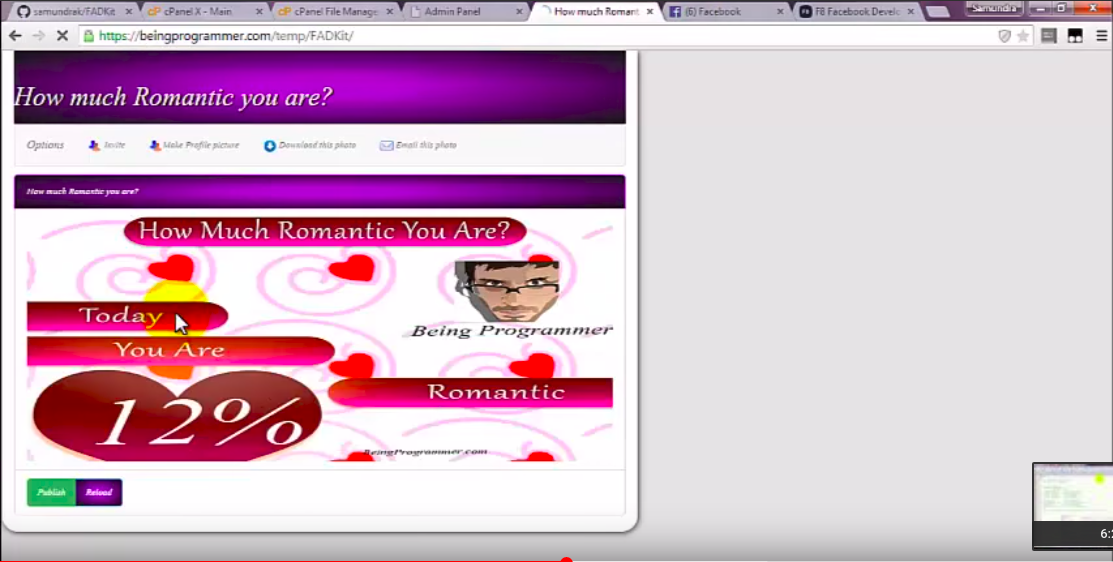 samundrak/FADKit
cPanel X - Main
cPanel File Manage
Admin Panel
How much Romant
(6) Facebook
F8 Facebook Develo
Samundra
https://beingprogrammer.com/temp/FADKit/
How much Romantic you are?
Options
Invite
Make Profile picture
Download this photo
Email this photo
How much Romantic you are?
How Much Romantic You Are?
Today
Being Programmer
You Are
Romantic
12%
BeingProgrammer.com
Publish
Reload